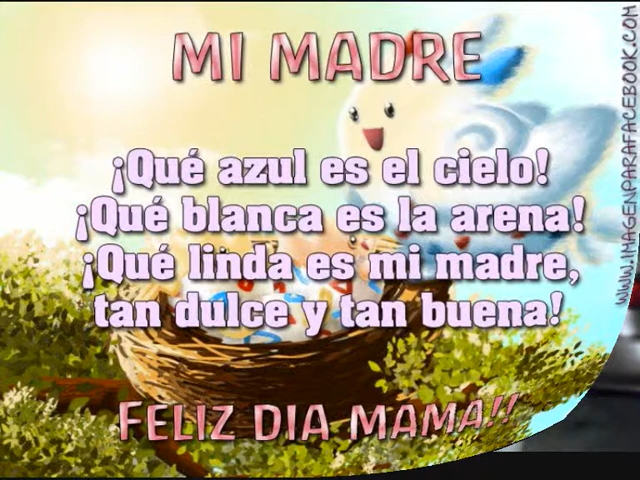 MI MADRE
¡Qué azul es el cielo!
¡Qué blanca es la arena!
¡Qué linda es mi madre,
tan dulce y tan buena!
FELIZ DIA MAMA!!
WWW.IMAGENPARAFACEBOOK.COM